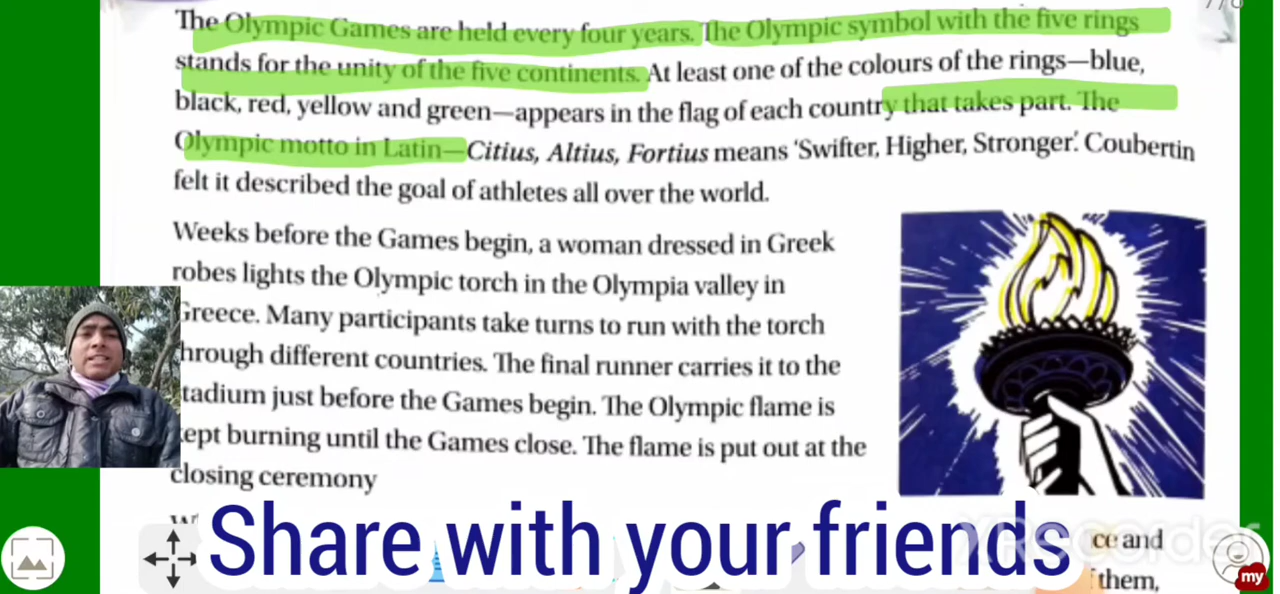 The Olympic Games are held every four years. The Olympic symbol with the five rings
stands for the unity of the five continents. At least one of the colours of the rings—blue,
black, red, yellow and green—appears in the flag of each country that takes part. The
Olympic motto in Latin—Citius, Altius, Fortius means 'Swifter, Higher, Stronger'. Coubertin
felt it described the goal of athletes all over the world.
Weeks before the Games begin, a woman dressed in Greek
robes lights the Olympic torch in the Olympia valley in
Greece. Many participants take turns to run with the torch
hrough different countries. The final runner carries it to the
tadium just before the Games begin. The Olympic flame is
ept burning until the Games close. The flame is put out at the
closing ceremony
Share with your friends
XRecorder
ce and
them,
my